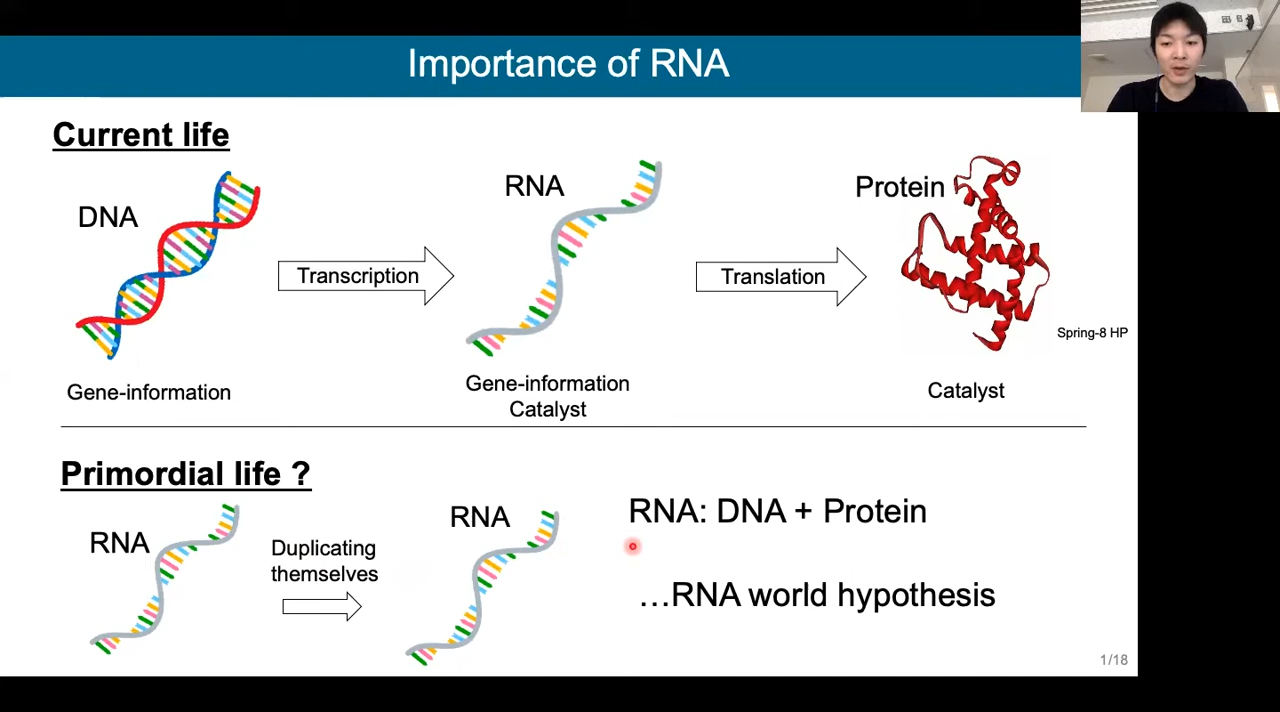 Importance of RNA
Current life
DNA
Transcription
RNA
Translation
Protein
Spring-8 HP
Gene-information
Gene-information
Catalyst
Catalyst
Primordial life ?
RNA
Duplicating
themselves
RNA
RNA: DNA + Protein
…RNA world hypothesis
1/18